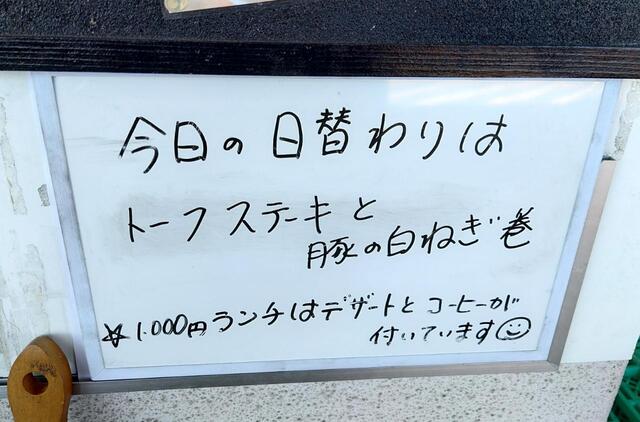 今日の日替わりは
トーフステーキと
豚の白ねぎ巻
☆1.000円ランチはデザートとコーヒーが
付いています☺